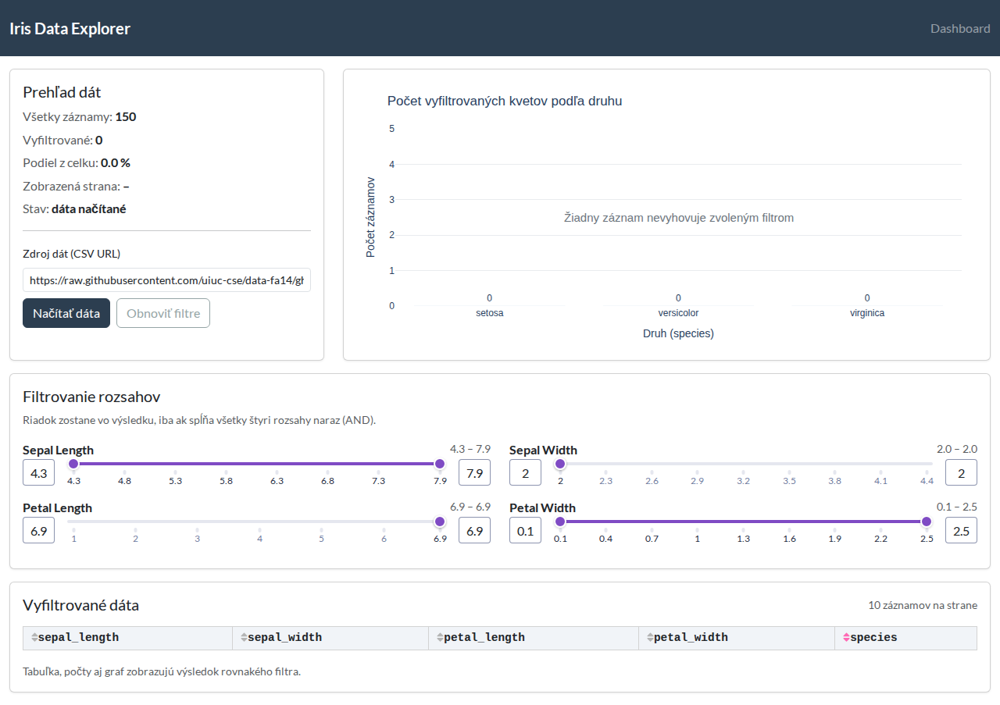 Iris Data Explorer
Dashboard
Prehľad dát
Všetky záznamy: 150
Vyfiltrované: 0
Podiel z celku: 0.0 %
Zobrazená strana: –
Stav: dáta načítané
Zdroj dát (CSV URL)
https://raw.githubusercontent.com/uiuc-cse/data-fa14/gh
Načítať dáta
Obnoviť filtre
Počet vyfiltrovaných kvetov podľa druhu
Počet záznamov
5
4
3
2
1
0
Žiadny záznam nevyhovuje zvoleným filtrom
0 0 0
setosa versicolor virginica
Druh (species)
Filtrovanie rozsahov
Riadok zostane vo výsledku, iba ak spĺňa všetky štyri rozsahy naraz (AND).
Sepal Length 4.3 – 7.9
4.3 7.9
4.3 4.8 5.3 5.8 6.3 6.8 7.3 7.9
Sepal Width 2.0 – 2.0
2 2
2 2.3 2.6 2.9 3.2 3.5 3.8 4.1 4.4
Petal Length 6.9 – 6.9
6.9 6.9
1 2 3 4 5 6 6.9
Petal Width 0.1 – 2.5
0.1 2.5
0.1 0.4 0.7 1 1.3 1.6 1.9 2.2 2.5
Vyfiltrované dáta
10 záznamov na strane
sepal_length sepal_width petal_length petal_width species
Tabuľka, počty aj graf zobrazujú výsledok rovnakého filtra.